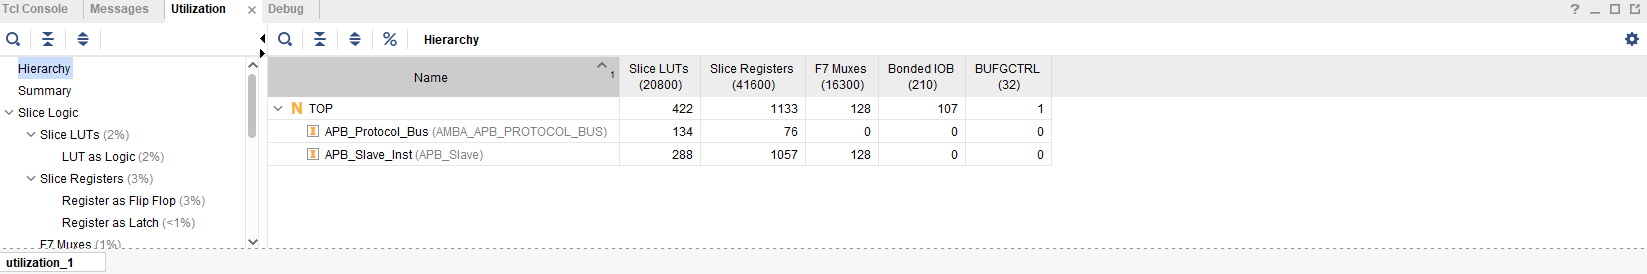 Tcl Console Messages Utilization × Debug ? _
% Hierarchy
Hierarchy
Summary
Slice Logic
Slice LUTs (2%)
LUT as Logic (2%)
Slice Registers (3%)
Register as Flip Flop (3%)
Register as Latch (<1%)
F7 Muxes (1%)
Name 1 Slice LUTs (20800) Slice Registers (41600) F7 Muxes (16300) Bonded IOB (210) BUFGCTRL (32)
N TOP 422 1133 128 107 1
I APB_Protocol_Bus (AMBA_APB_PROTOCOL_BUS) 134 76 0 0 0
I APB_Slave_Inst (APB_Slave) 288 1057 128 0 0
utilization_1